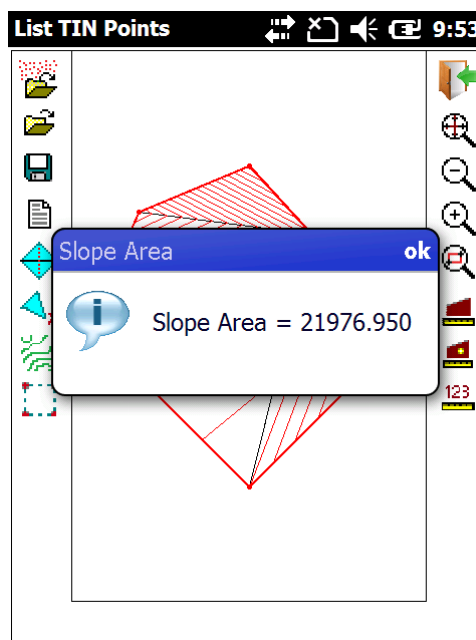 List TIN Points 9:53
Slope Area ok
i
Slope Area = 21976.950
123